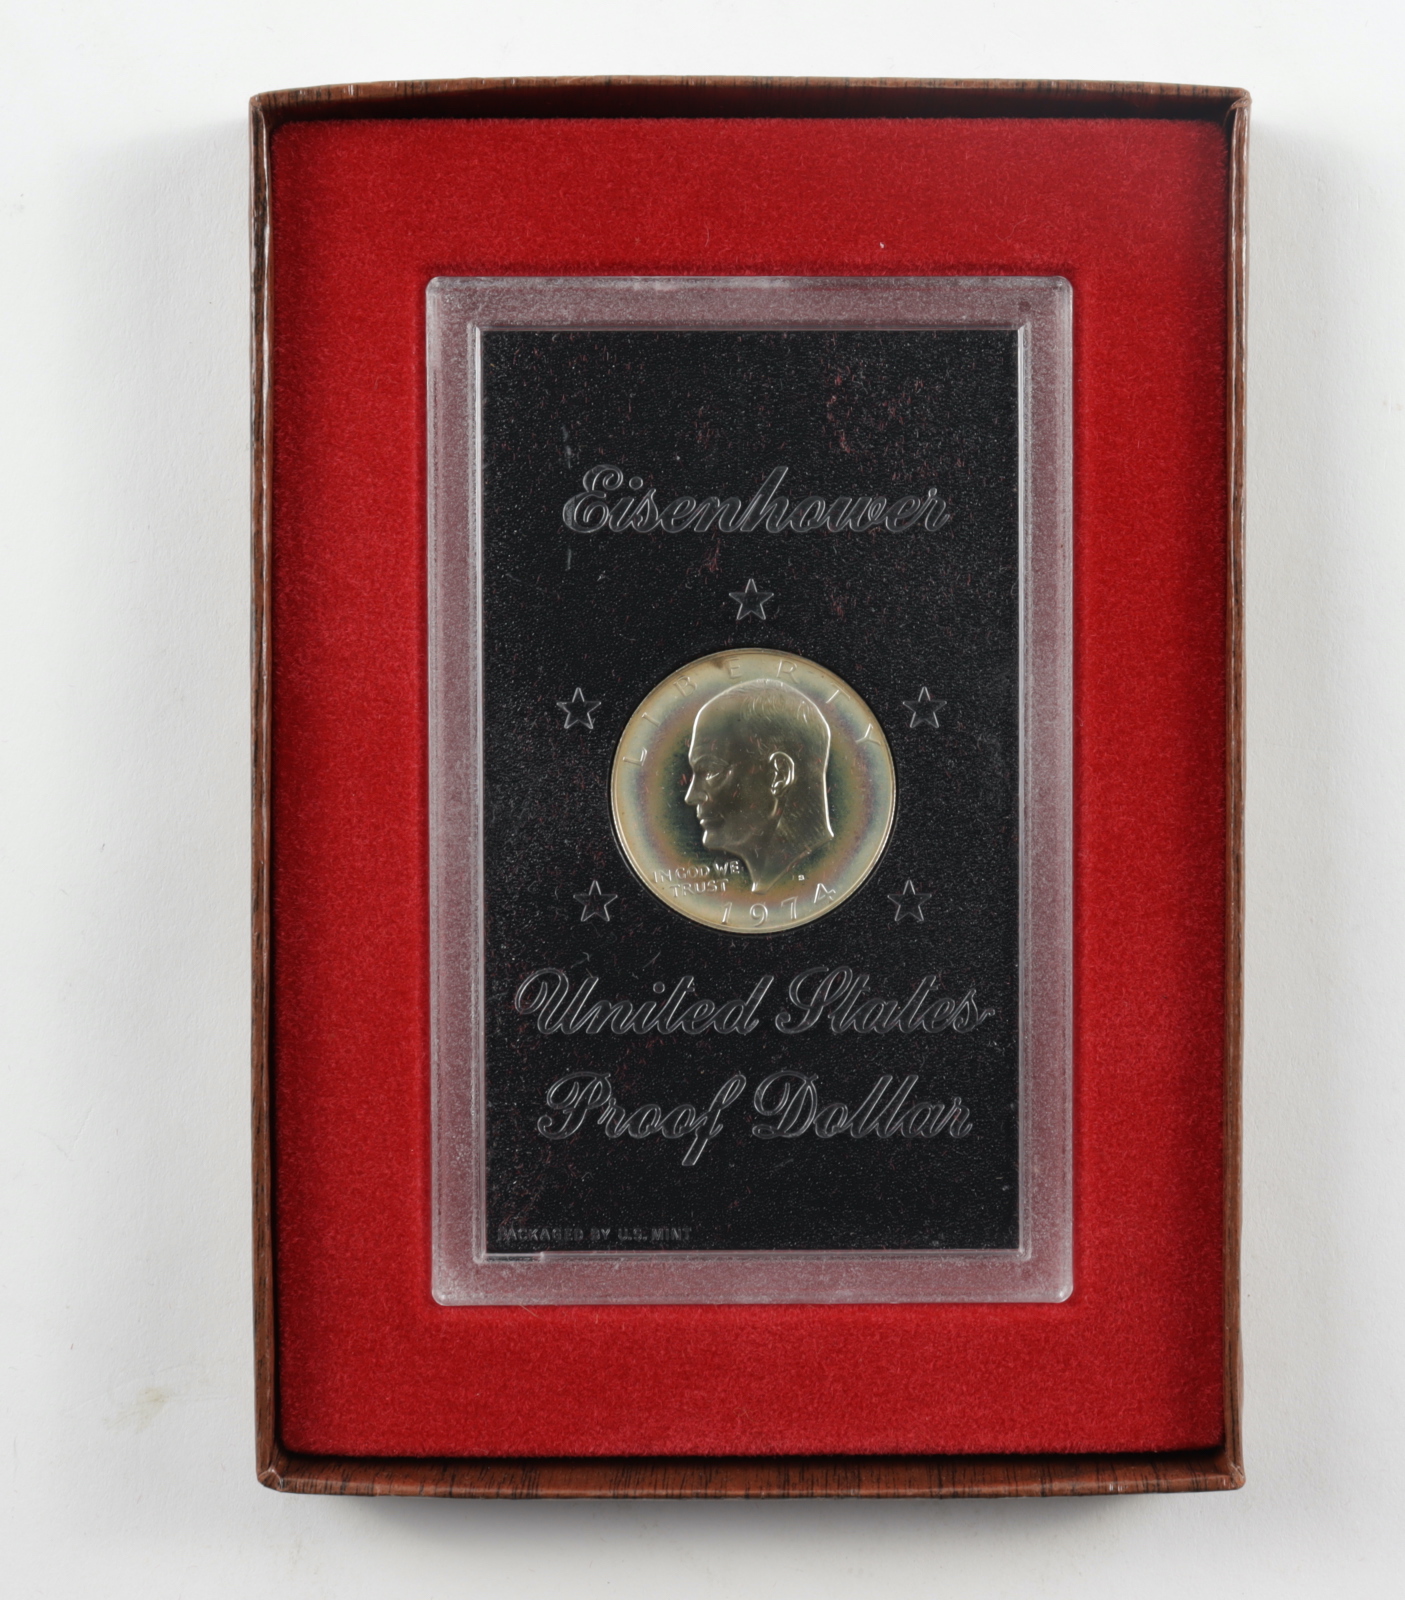 Eisenhower
LIBERTY
IN GOD WE
TRUST
S
1974
United States
Proof Dollar
PACKAGED BY U.S. MINT